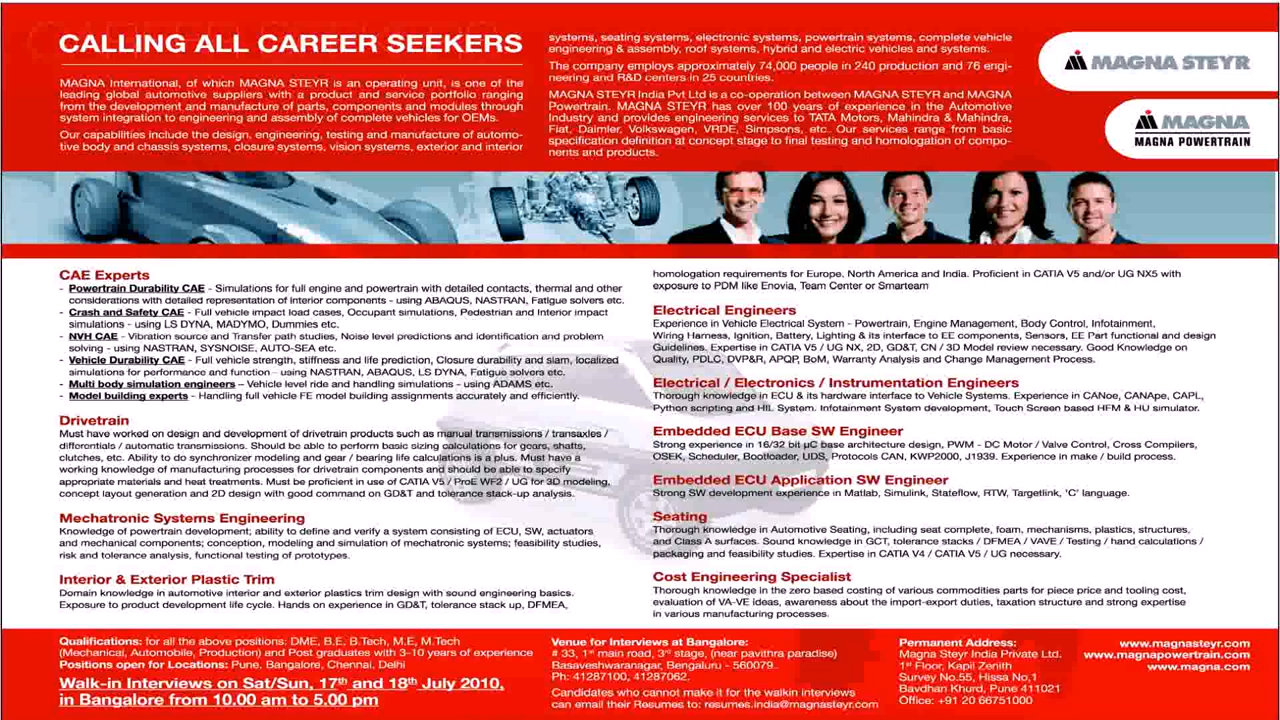 CALLING ALL CAREER SEEKERS
MAGNA International, of which MAGNA STEYR is an operating unit, is one of the
leading global automotive suppliers with a product and service portfolio ranging
from the development and manufacture of parts, components and modules through
system integration to engineering and assembly of complete vehicles for OEMs.
Our capabilities include the design, engineering, testing and manufacture of automo-
tive body and chassis systems, closure systems, vision systems, exterior and interior
systems, seating systems, electronic systems, powertrain systems, complete vehicle
engineering & assembly, roof systems, hybrid and electric vehicles and systems.
The company employs approximately 74,000 people in 240 production and 76 engi-
neering and R&D centers in 25 countries.
MAGNA STEYR India Pvt Ltd is a co-operation between MAGNA STEYR and MAGNA
Powertrain. MAGNA STEYR has over 100 years of experience in the Automotive
Industry and provides engineering services to TATA Motors, Mahindra & Mahindra,
Fiat, Daimler, Volkswagen, VRDE, Simpsons, etc. Our services range from basic
specification definition at concept stage to final testing and homologation of compo-
nents and products.
MAGNA STEYR
MAGNA
MAGNA POWERTRAIN
CAE Experts
- Powertrain Durability CAE - Simulations for full engine and powertrain with detailed contacts, thermal and other
considerations with detailed representation of interior components - using ABAQUS, NASTRAN, Fatigue solvers etc.
- Crash and Safety CAE - Full vehicle impact load cases, Occupant simulations, Pedestrian and Interior impact
simulations - using LS DYNA, MADYMO, Dummies etc.
- NVH CAE - Vibration source and Transfer path studies, Noise level predictions and identification and problem
solving - using NASTRAN, SYSNOISE, AUTO-SEA etc.
- Vehicle Durability CAE - Full vehicle strength, stiffness and life prediction, Closure durability and slam, localized
simulations for performance and function - using NASTRAN, ABAQUS, LS DYNA, Fatigue solvers etc.
- Multi body simulation engineers – Vehicle level ride and handling simulations - using ADAMS etc.
- Model building experts - Handling full vehicle FE model building assignments accurately and efficiently.
Drivetrain
Must have worked on design and development of drivetrain products such as manual transmissions / transaxles /
differentials / automatic transmissions. Should be able to perform basic sizing calculations for gears, shafts,
clutches, etc. Ability to do synchronizer modeling and gear / bearing life calculations is a plus. Must have a
working knowledge of manufacturing processes for drivetrain components and should be able to specify
appropriate materials and heat treatments. Must be proficient in use of CATIA V5 / ProE WF2 / UG for 3D modeling,
concept layout generation and 2D design with good command on GD&T and tolerance stack-up analysis.
Mechatronic Systems Engineering
Knowledge of powertrain development; ability to define and verify a system consisting of ECU, SW, actuators
and mechanical components; conception, modeling and simulation of mechatronic systems; feasibility studies,
risk and tolerance analysis, functional testing of prototypes.
Interior & Exterior Plastic Trim
Domain knowledge in automotive interior and exterior plastics trim design with sound engineering basics.
Exposure to product development life cycle. Hands on experience in GD&T, tolerance stack up, DFMEA,
homologation requirements for Europe, North America and India. Proficient in CATIA V5 and/or UG NX5 with
exposure to PDM like Enovia, Team Center or Smarteam
Electrical Engineers
Experience in Vehicle Electrical System - Powertrain, Engine Management, Body Control, Infotainment,
Wiring Harness, Ignition, Battery, Lighting & its interface to EE components, Sensors, EE Part functional and design
Guidelines. Expertise in CATIA V5 / UG NX, 2D, GD&T, CN / 3D Model review necessary. Good Knowledge on
Quality, PDLC, DVP&R, APQP, BoM, Warranty Analysis and Change Management Process.
Electrical / Electronics / Instrumentation Engineers
Thorough knowledge in ECU & its hardware interface to Vehicle Systems. Experience in CANoe, CANApe, CAPL,
Python scripting and HIL System. Infotainment System development, Touch Screen based HFM & HU simulator.
Embedded ECU Base SW Engineer
Strong experience in 16/32 bit µC base architecture design, PWM - DC Motor / Valve Control, Cross Compliers,
OSEK, Scheduler, Bootloader, UDS, Protocols CAN, KWP2000, J1939. Experience in make / build process.
Embedded ECU Application SW Engineer
Strong SW development experience in Matlab, Simulink, Stateflow, RTW, Targetlink, 'C' language.
Seating
Thorough knowledge in Automotive Seating, including seat complete, foam, mechanisms, plastics, structures,
and Class A surfaces. Sound knowledge in GCT, tolerance stacks / DFMEA / VAVE / Testing / hand calculations /
packaging and feasibility studies. Expertise in CATIA V4 / CATIA V5 / UG necessary.
Cost Engineering Specialist
Thorough knowledge in the zero based costing of various commodities parts for piece price and tooling cost,
evaluation of VA-VE ideas, awareness about the import-export duties, taxation structure and strong expertise
in various manufacturing processes.
Qualifications: for all the above positions: DME, B.E, B.Tech, M.E, M.Tech
(Mechanical, Automobile, Production) and Post graduates with 3-10 years of experience
Positions open for Locations: Pune, Bangalore, Chennai, Delhi
Walk-in Interviews on Sat/Sun, 17th and 18th July 2010,
in Bangalore from 10.00 am to 5.00 pm
Venue for Interviews at Bangalore:
# 33, 1st main road, 3rd stage, (near pavithra paradise)
Basaveshwaranagar, Bengaluru - 560079.
Ph: 41287100, 41287062.
Candidates who cannot make it for the walkin interviews
can email their Resumes to: resumes.india@magnasteyr.com
Permanent Address:
Magna Steyr India Private Ltd.
1st Floor, Kapil Zenith
Survey No.55, Hissa No,1
Bavdhan Khurd, Pune 411021
Office: +91 20 66751000
www.magnasteyr.com
www.magnapowertrain.com
www.magna.com